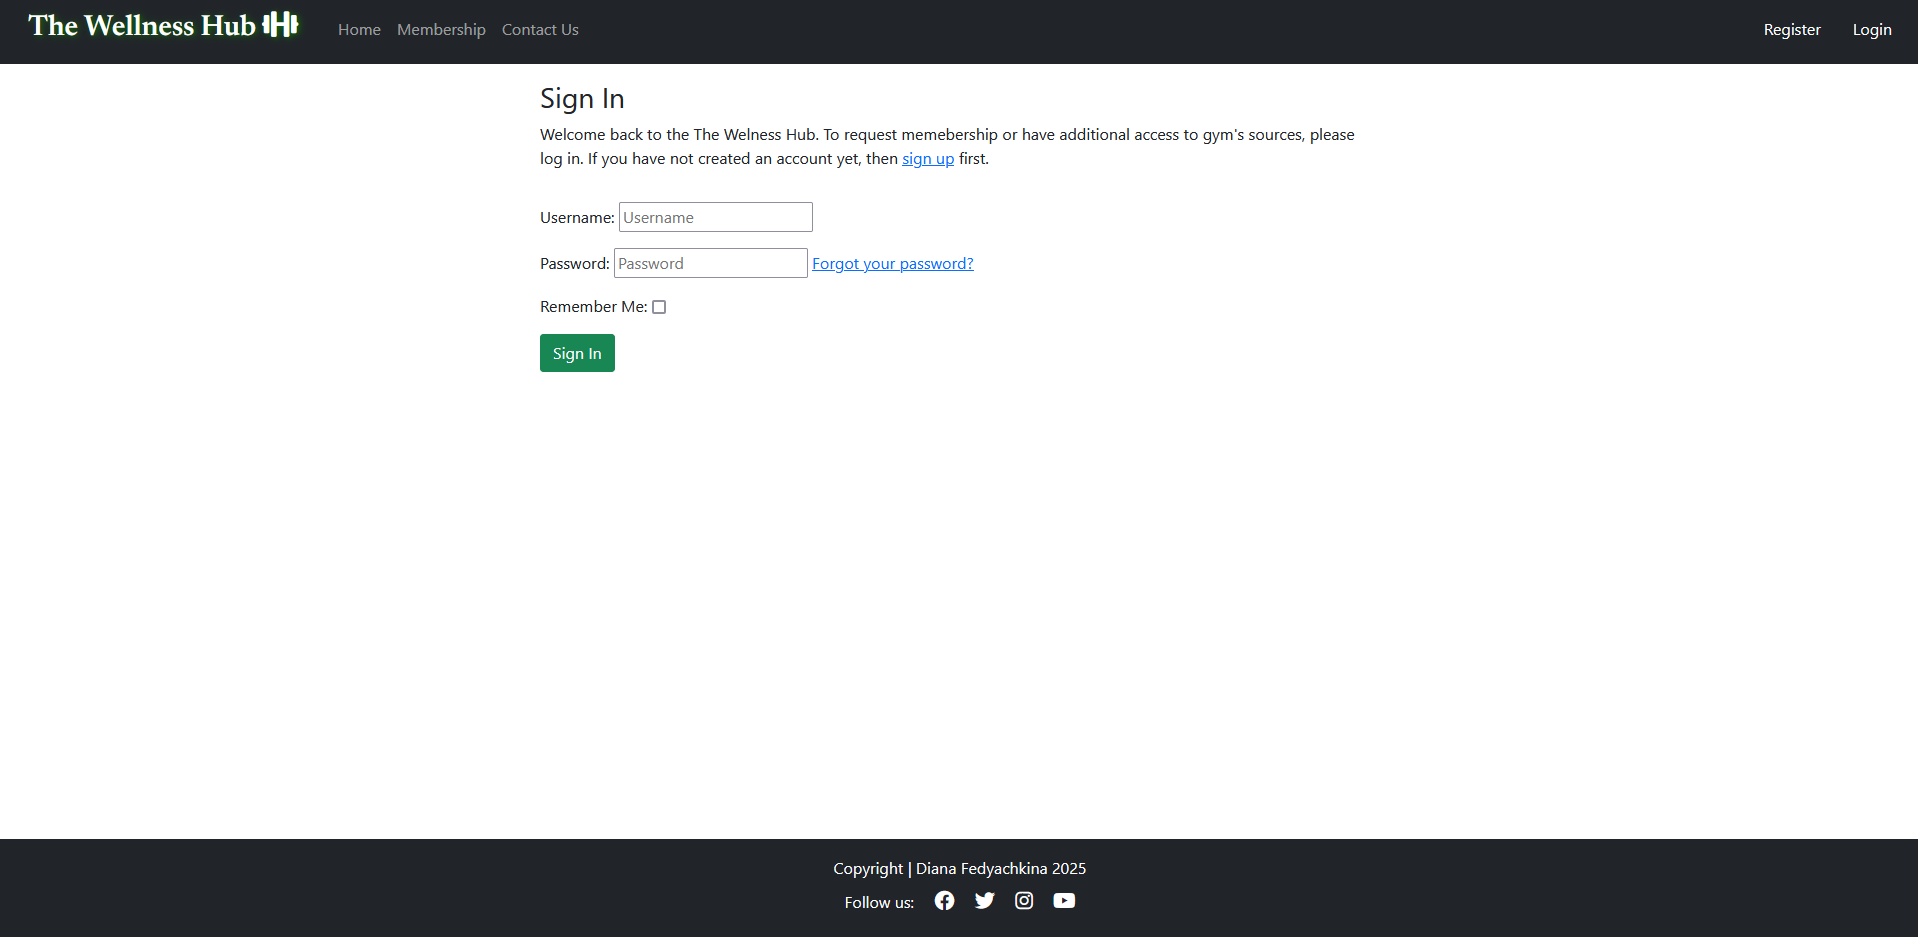 The Wellness Hub
Home Membership Contact Us
Register Login
Sign In
Welcome back to the The Welness Hub. To request memebership or have additional access to gym's sources, please
log in. If you have not created an account yet, then sign up first.
Username: Username
Password: Password Forgot your password?
Remember Me:
Sign In
Copyright | Diana Fedyachkina 2025
Follow us: